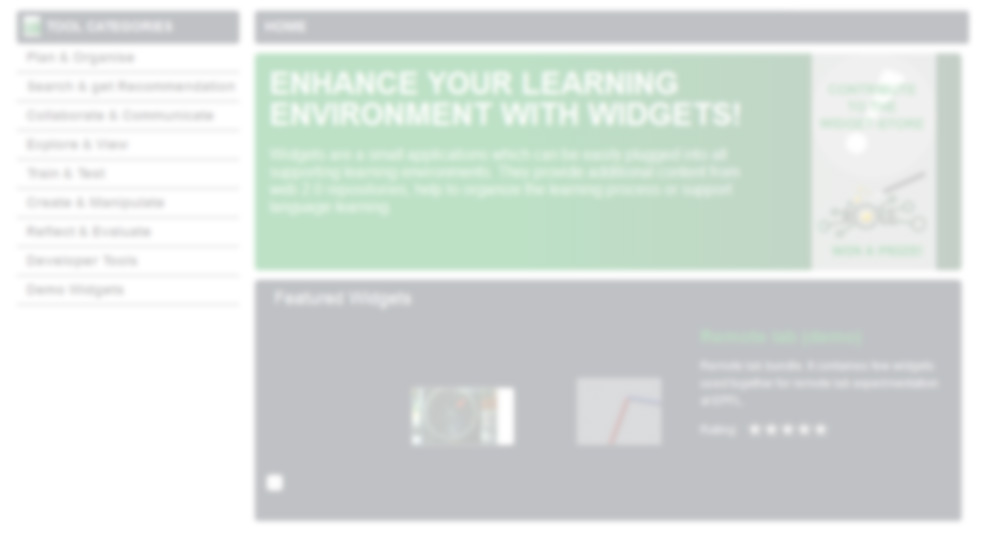 TOOL CATEGORIES
HOME
Plan & Organise
Search & get Recommendation
Collaborate & Communicate
Explore & View
Train & Test
Create & Manipulate
Reflect & Evaluate
Developer Tools
Demo Widgets
ENHANCE YOUR LEARNING
ENVIRONMENT WITH WIDGETS!
Widgets are a small applications which can be easily plugged into all
supporting learning environments. They provide additional content from
web 2.0 repositories, help to organise the learning process or support
language learning.
CONTRIBUTE
TO THE
WIDGET STORE
WIN A PRIZE!
Featured Widgets
Remote lab (demo)
Remote lab bundle. It containes few widgets
used together for remote lab experimentation
Rating: